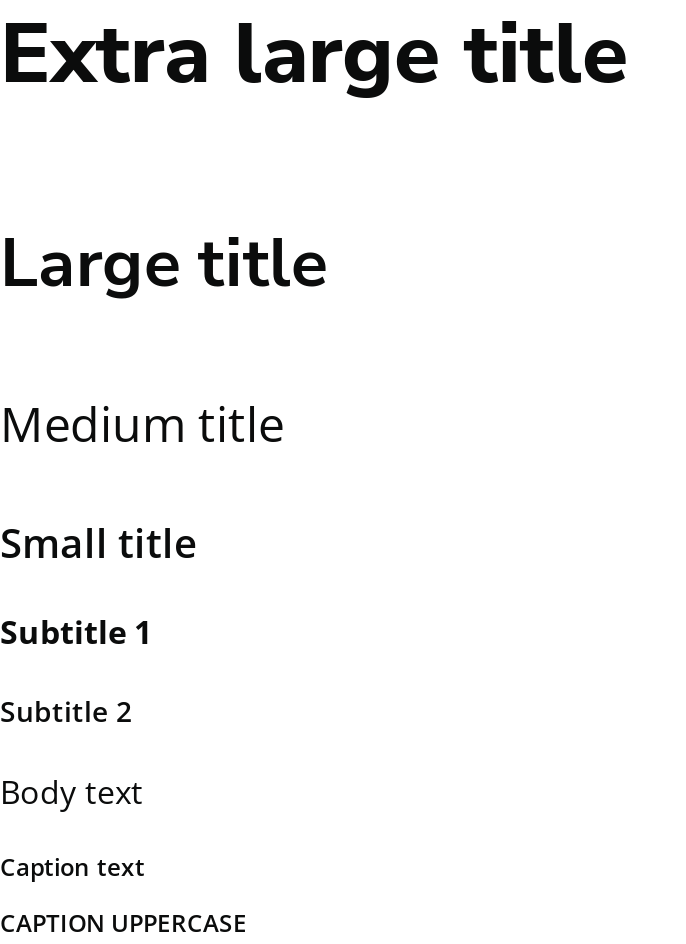 Extra large title
Large title
Medium title
Small title
Subtitle 1
Subtitle 2
Body text
Caption text
CAPTION UPPERCASE